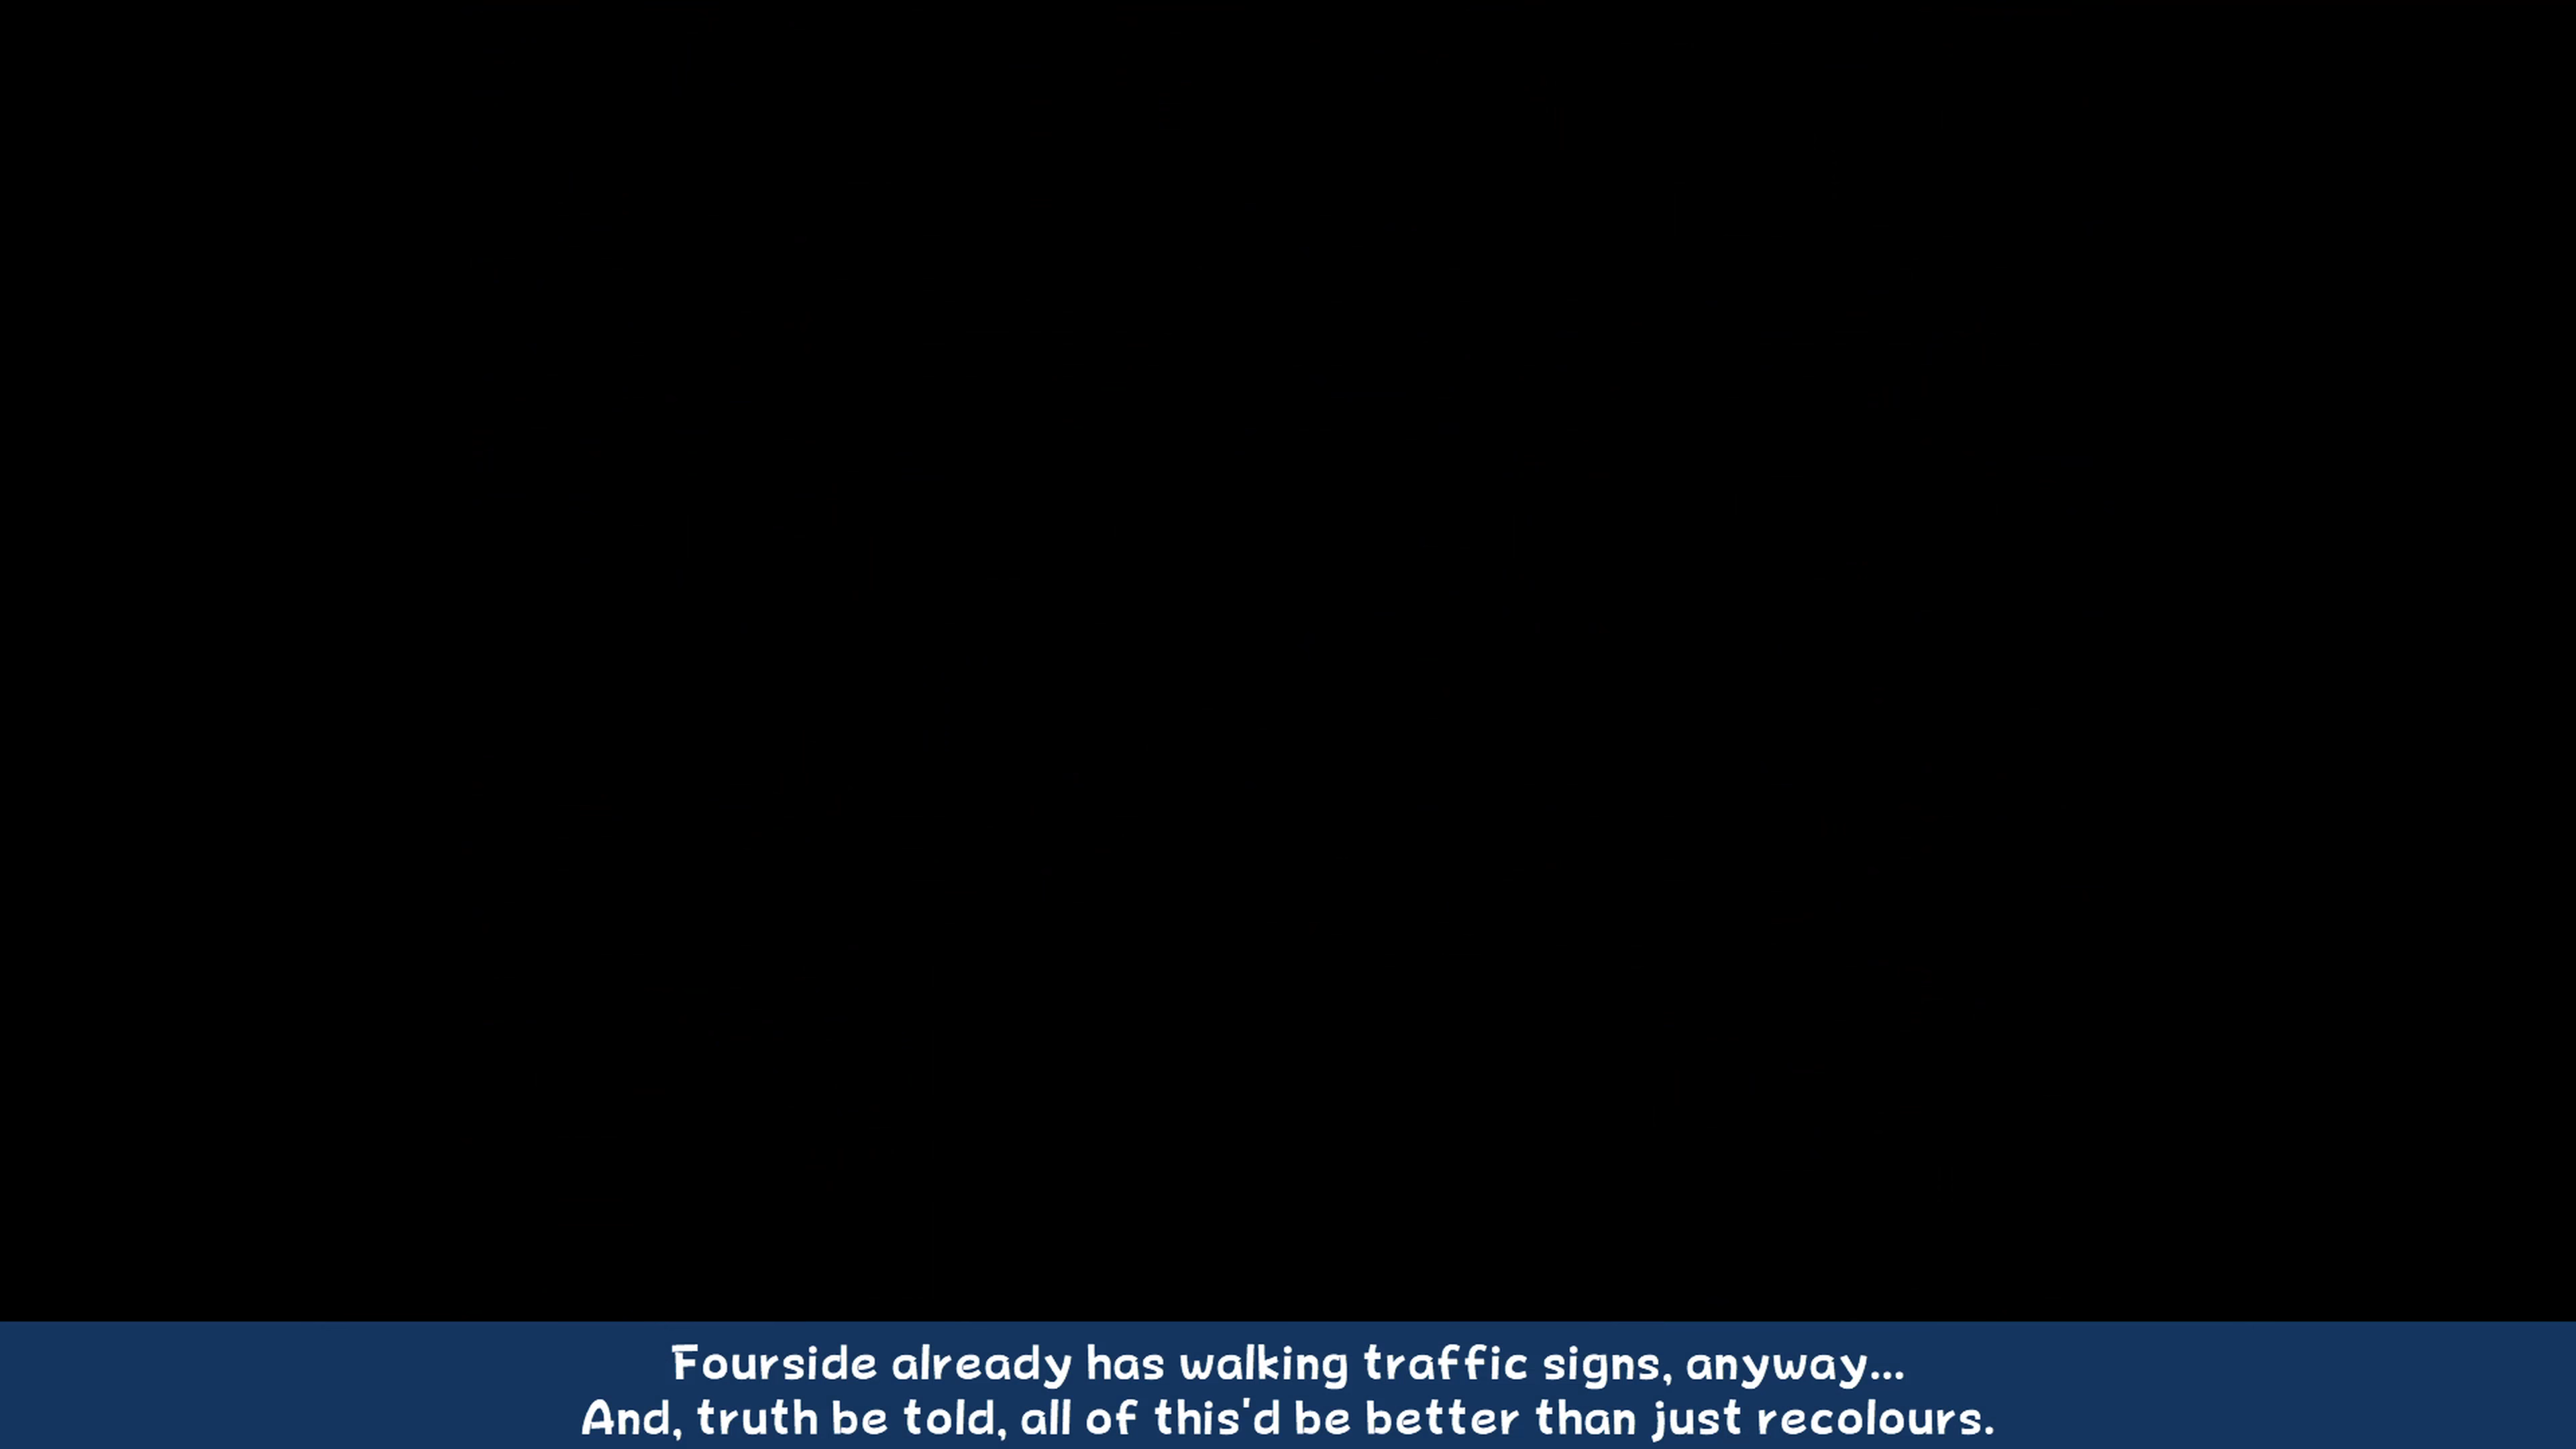 Fourside already has walking traffic signs, anyway...
And, truth be told, all of this'd be better than just recolours.